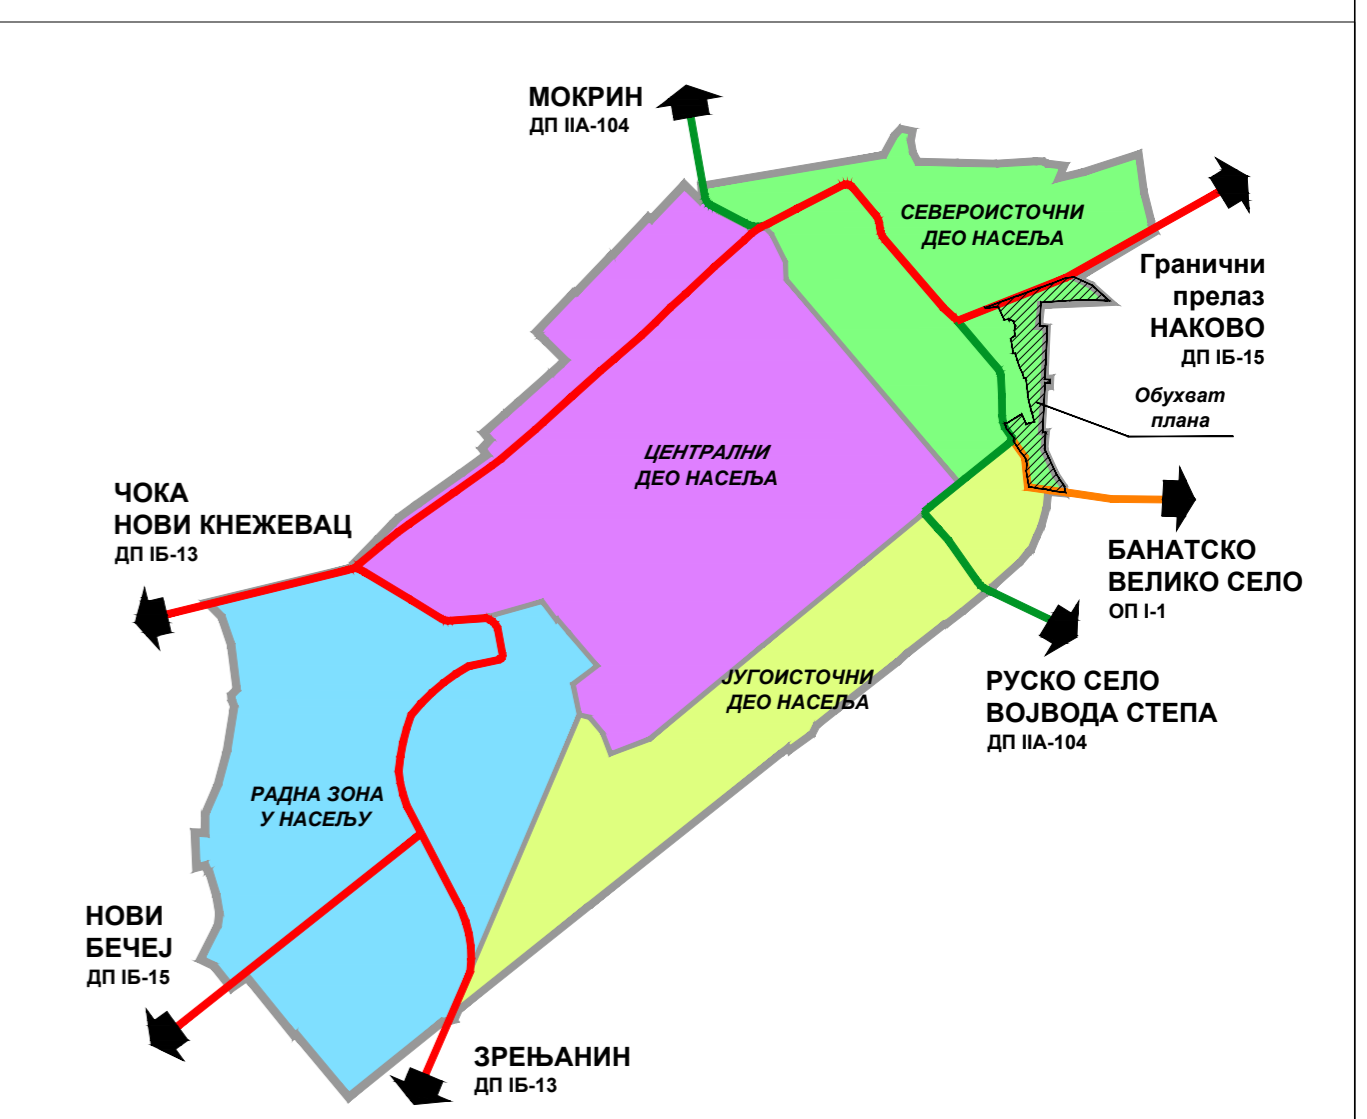 МОКРИН
ДП IIА-104
СЕВЕРОИСТОЧНИ
ДЕО НАСЕЉА
Гранични
прелаз
НАКОВО
ДП IБ-15
Обухват
плана
ЦЕНТРАЛНИ
ДЕО НАСЕЉА
ЧОКА
НОВИ КНЕЖЕВАЦ
ДП IБ-13
БАНАТСКО
ВЕЛИКО СЕЛО
ОП I-1
ЈУГОИСТОЧНИ
ДЕО НАСЕЉА
РУСКО СЕЛО
ВОЈВОДА СТЕПА
ДП IIА-104
РАДНА ЗОНА
У НАСЕЉУ
НОВИ
БЕЧЕЈ
ДП IБ-15
ЗРЕЊАНИН
ДП IБ-13